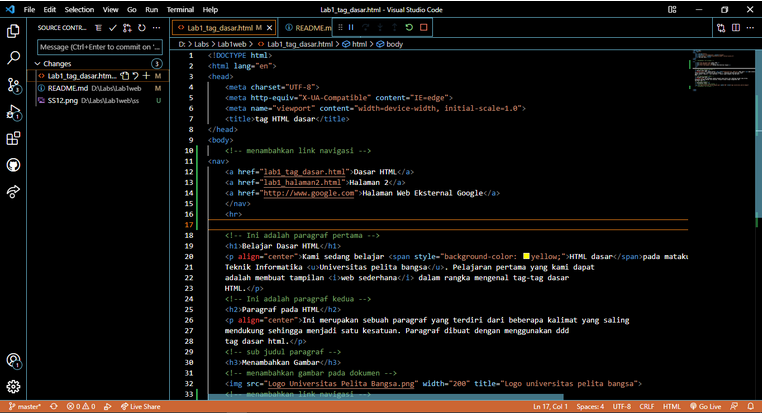 File Edit Selection View Go Run Terminal Help Lab1_tag_dasar.html - Visual Studio Code
SOURCE CONTR...
Lab1_tag_dasar.html M
README.m
Message (Ctrl+Enter to commit on '...
D: > Labs > Lab1web > Lab1_tag_dasar.html > html > body
Changes 3
Lab1_tag_dasar.htm... M
README.md D:\Labs\Lab1web M
SS12.png D:\Labs\Lab1web\ss U
1 <!DOCTYPE html>
2 <html lang="en">
3 <head>
4 <meta charset="UTF-8">
5 <meta http-equiv="X-UA-Compatible" content="IE=edge">
6 <meta name="viewport" content="width=device-width, initial-scale=1.0">
7 <title>tag HTML dasar</title>
8 </head>
9 <body>
10 <!-- menambahkan link navigasi -->
11 <nav>
12 <a href="lab1_tag_dasar.html">Dasar HTML</a>
13 <a href="lab1_halaman2.html">Halaman 2</a>
14 <a href="http://www.google.com">Halaman Web Eksternal Google</a>
15 </nav>
16 <hr>
17
18 <!-- Ini adalah paragraf pertama -->
19 <h1>Belajar Dasar HTML</h1>
20 <p align="center">Kami sedang belajar <span style="background-color: yellow;">HTML dasar</span>pada mataku
21 Teknik Informatika <u>Universitas pelita bangsa</u>. Pelajaran pertama yang kami dapat
22 adalah membuat tampilan <i>web sederhana</i> dalam rangka mengenal tag-tag dasar
23 HTML.</p>
24 <!-- Ini adalah paragraf kedua -->
25 <h2>Paragraf pada HTML</h2>
26 <p align="center">Ini merupakan sebuah paragraf yang terdiri dari beberapa kalimat yang saling
27 mendukung sehingga menjadi satu kesatuan. Paragraf dibuat dengan menggunakan ddd
28 tag dasar html.</p>
29 <!-- sub judul paragraf -->
30 <h3>Menambahkan Gambar</h3>
31 <!-- menambahkan gambar pada dokumen -->
32 <img src="Logo Universitas Pelita Bangsa.png" width="200" title="Logo universitas pelita bangsa">
33 <!-- menambahkan link navigasi -->
master* 0 0 Live Share Ln 17, Col 1 Spaces: 4 UTF-8 CRLF HTML Go Live